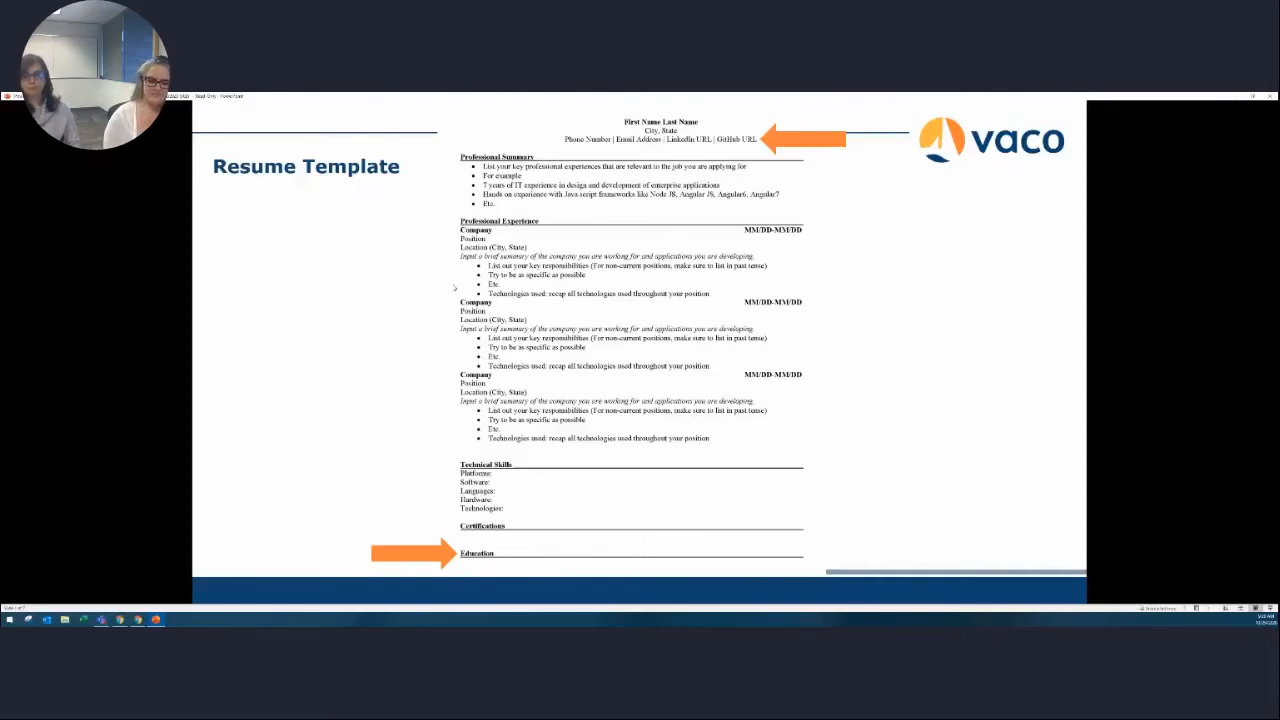 Read-Only - PowerPoint
First Name Last Name
City, State
Phone Number | Email Address | LinkedIn URL | GitHub URL
vaco
Resume Template
Professional Summary
List your key professional experiences that are relevant to the job you are applying for
For example
7 years of IT experience in design and development of enterprise applications
Hands on experience with Java script frameworks like Node JS, Angular JS, Angular6, Angular7
Etc.
Professional Experience
Company MM/DD-MM/DD
Position
Location (City, State)
Input a brief summary of the company you are working for and applications you are developing.
List out your key responsibilities (For non-current positions, make sure to list in past tense)
Try to be as specific as possible
Etc.
Technologies used: recap all technologies used throughout your position
Company MM/DD-MM/DD
Position
Location (City, State)
Input a brief summary of the company you are working for and applications you are developing.
List out your key responsibilities (For non-current positions, make sure to list in past tense)
Try to be as specific as possible
Etc.
Technologies used: recap all technologies used throughout your position
Company MM/DD-MM/DD
Position
Location (City, State)
Input a brief summary of the company you are working for and applications you are developing.
List out your key responsibilities (For non-current positions, make sure to list in past tense)
Try to be as specific as possible
Etc.
Technologies used: recap all technologies used throughout your position
Technical Skills
Platforms:
Software:
Languages:
Hardware:
Technologies:
Certifications
Education